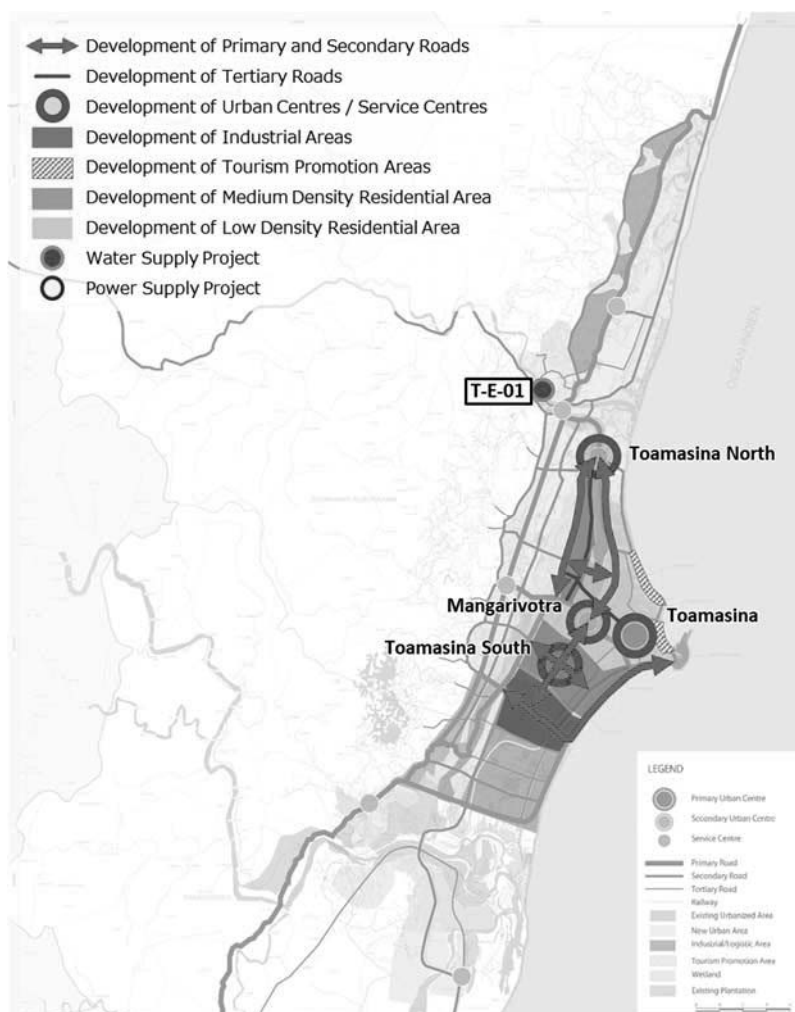 Development of Primary and Secondary Roads
Development of Tertiary Roads
Development of Urban Centres / Service Centres
Development of Industrial Areas
Development of Tourism Promotion Areas
Development of Medium Density Residential Area
Development of Low Density Residential Area
Water Supply Project
Power Supply Project
T-E-01
Toamasina North
Mangarivotra
Toamasina
Toamasina South
LEGEND
Primary Urban Centre
Secondary Urban Centre
Service Centre
Primary Road
Secondary Road
Tertiary Road
Railway
Existing Urbanized Area
New Urban Area
Industrial/Logistic Area
Tourism Promotion Area
Wetland
Existing Plantation